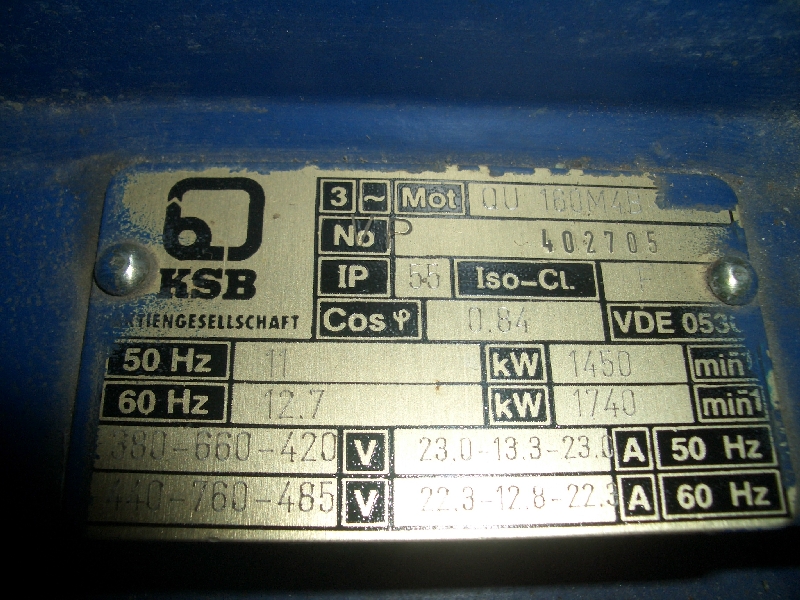 3 ~ Mot QU 160M4H
KSB
No MP 402705
IP 55 Iso-Cl. F
KTIENGESELLSCHAFT Cos φ 0.84 VDE 0530
50 Hz 11 kW 1450 min-1
60 Hz 12.7 kW 1740 min-1
380-660-420 V 23.0-13.3-23.0 A 50 Hz
440-760-485 V 22.3-12.8-22.3 A 60 Hz